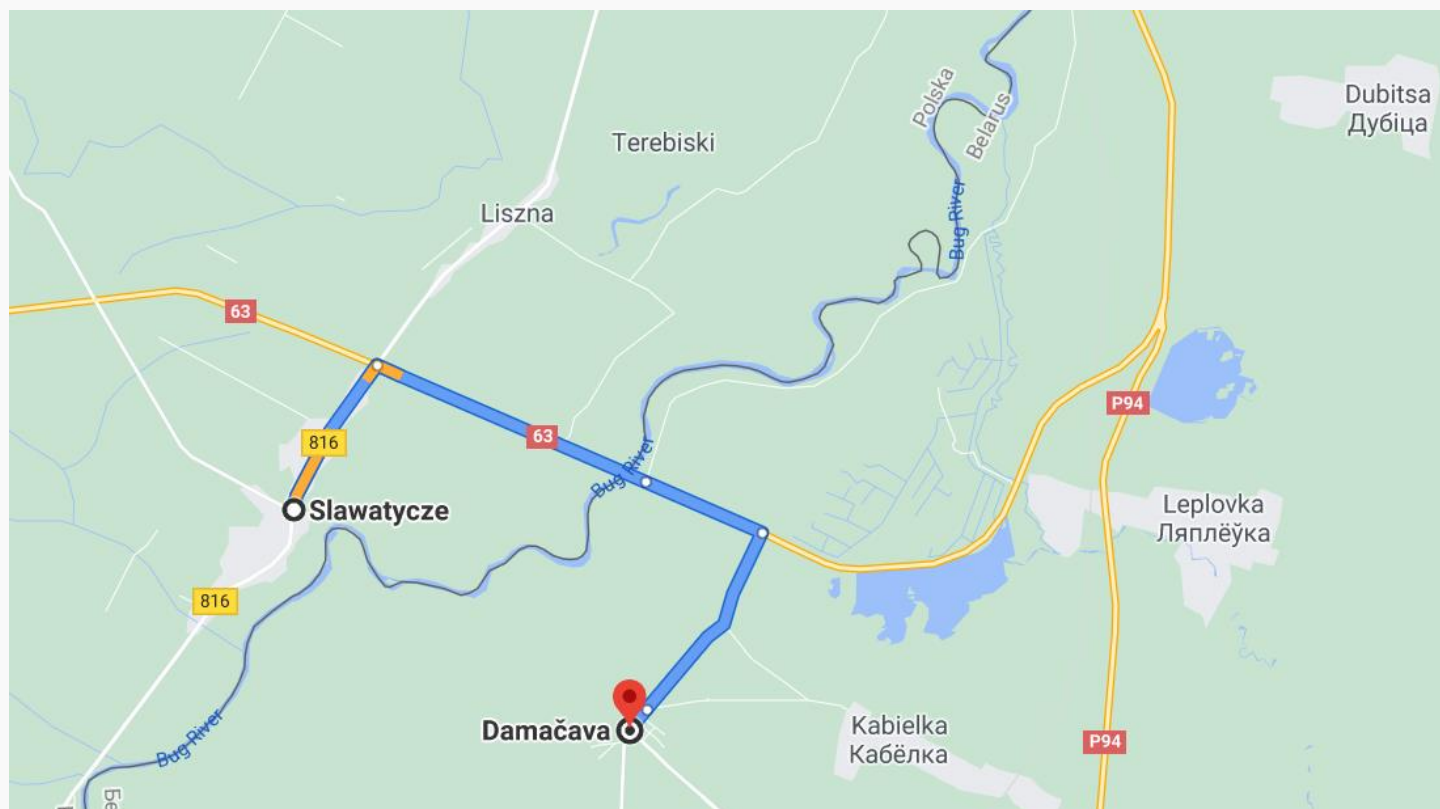 Polska
Belarus
Dubitsa
Дубіца
Terebiski
Liszna
Bug River
63
P94
816
63
Bug River
Slawatycze
Leplovka
Ляплёўка
816
Damačava
Kabielka
Кабёлка
Bug River
P94